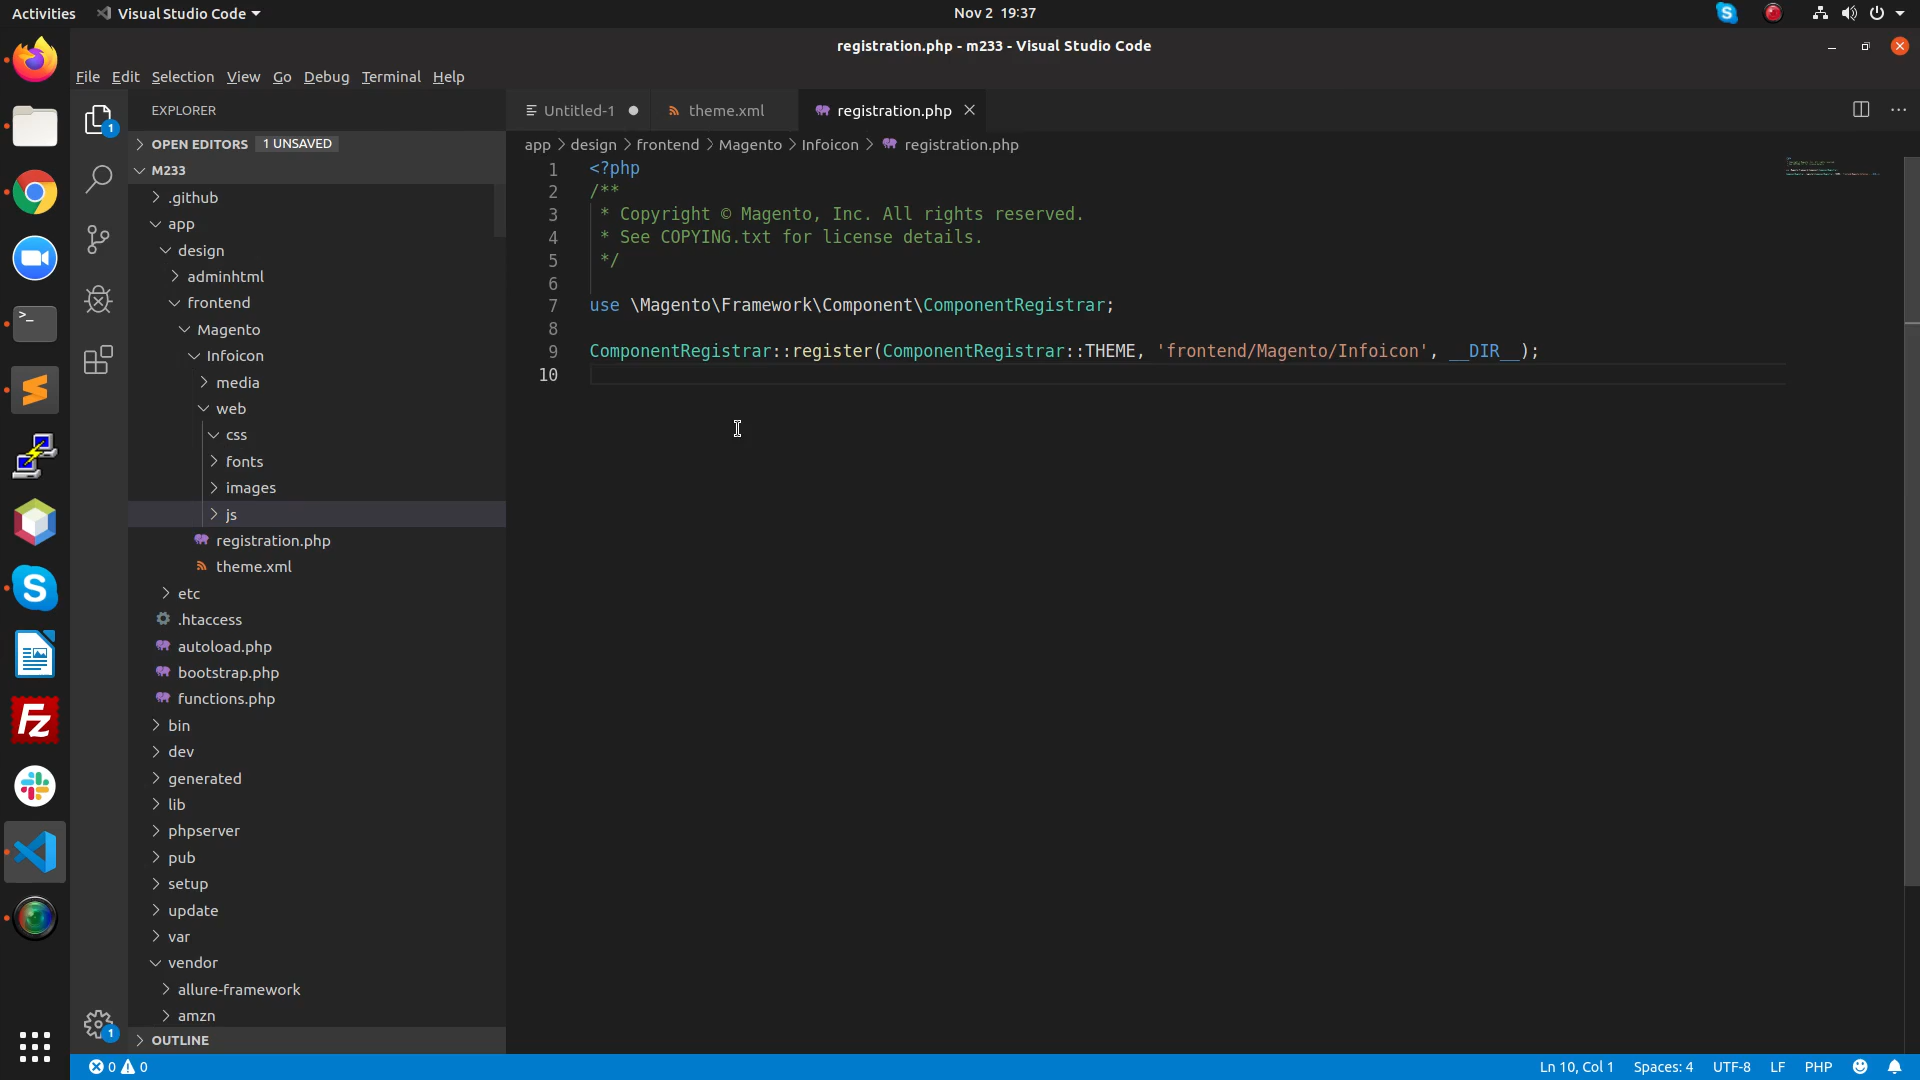 Activities Visual Studio Code Nov 2 19:37
registration.php - m233 - Visual Studio Code
File Edit Selection View Go Debug Terminal Help
EXPLORER
OPEN EDITORS 1 UNSAVED
M233
.github
app
design
adminhtml
frontend
Magento
Infoicon
media
web
css
fonts
images
js
registration.php
theme.xml
etc
.htaccess
autoload.php
bootstrap.php
functions.php
bin
dev
generated
lib
phpserver
pub
setup
update
var
vendor
allure-framework
amzn
OUTLINE
1
1
Untitled-1 theme.xml registration.php
app > design > frontend > Magento > Infoicon > registration.php
1 <?php
2 /**
3 * Copyright © Magento, Inc. All rights reserved.
4 * See COPYING.txt for license details.
5 */
6
7 use \Magento\Framework\Component\ComponentRegistrar;
8
9 ComponentRegistrar::register(ComponentRegistrar::THEME, 'frontend/Magento/Infoicon', __DIR__);
10
0 0 Ln 10, Col 1 Spaces: 4 UTF-8 LF PHP